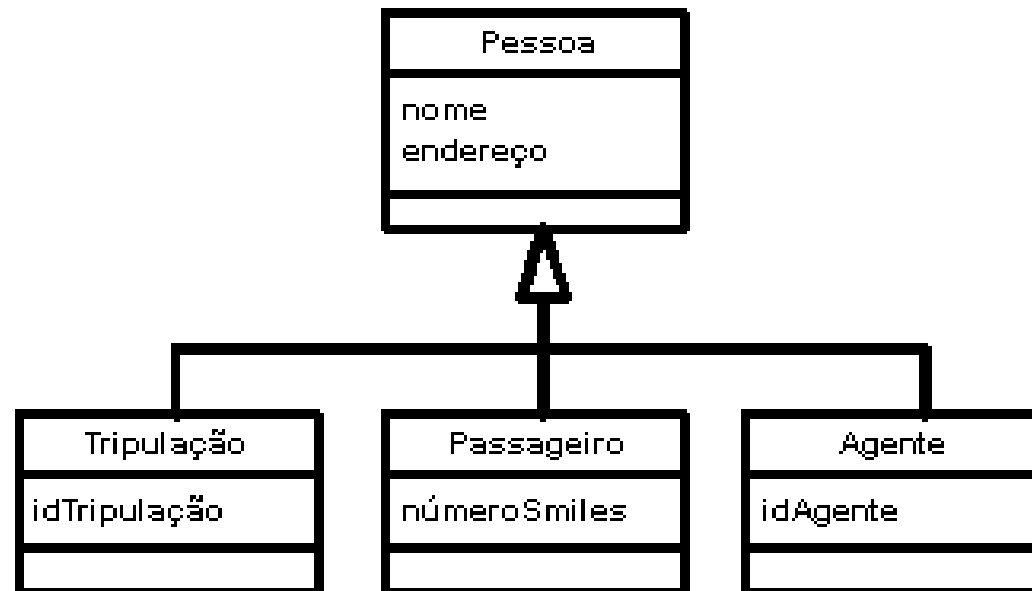 Pessoa
nome
endereço
Tripulação
idTripulação
Passageiro
númeroSmiles
Agente
idAgente